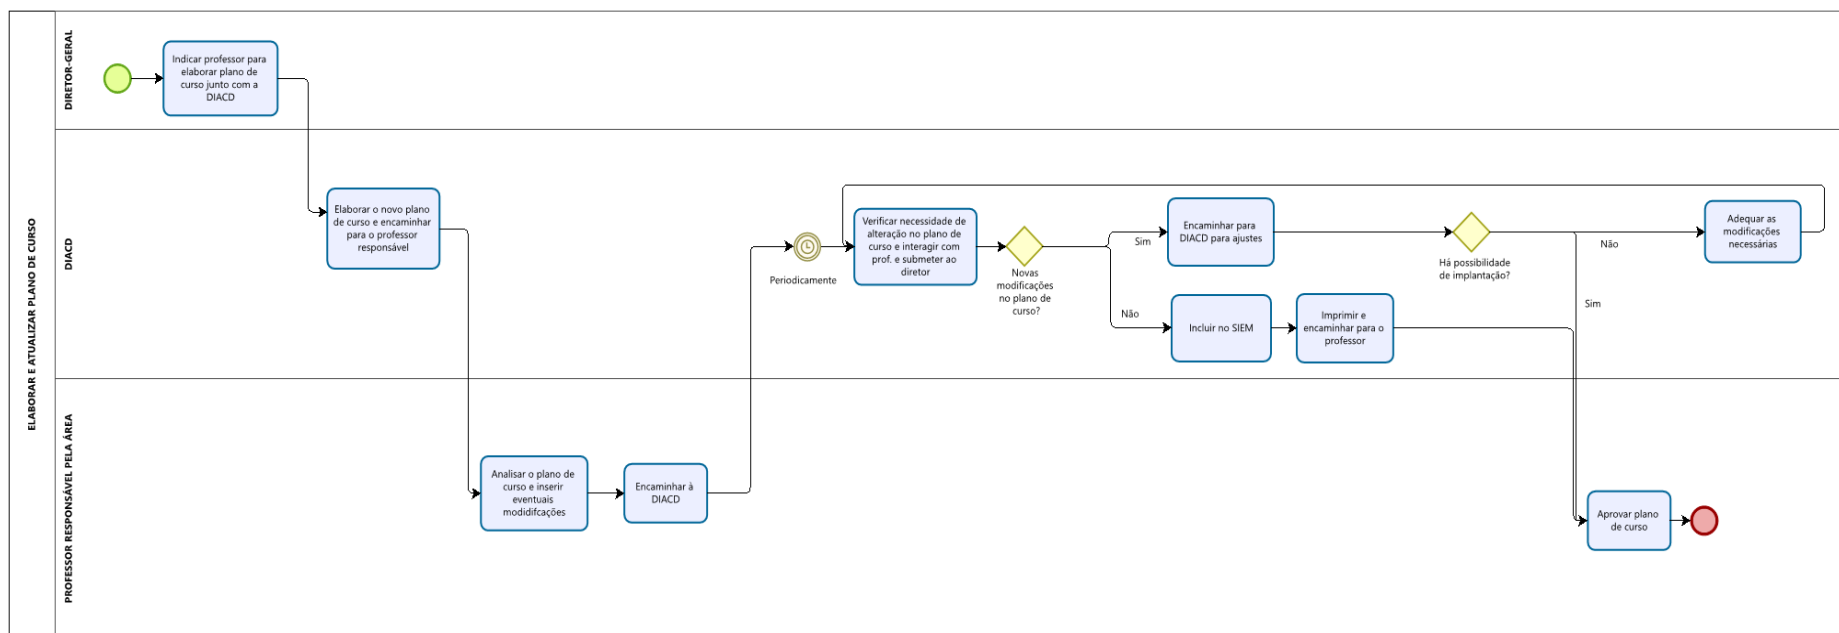 ELABORAR E ATUALIZAR PLANO DE CURSO
DIRETOR-GERAL
Indicar professor para
elaborar plano de
curso junto com a
DIACD
DIACD
Elaborar o novo plano
de curso e encaminhar
para o professor
responsável
Periodicamente
Verificar necessidade de
alteração no plano de
curso e interagir com
prof. e submeter ao
diretor
Novas
modificações
no plano de
curso?
Sim
Encaminhar para
DIACD para ajustes
Há possibilidade
de implantação?
Não
Adequar as
modificações
necessárias
Sim
Não
Incluir no SIEM
Imprimir e
encaminhar para o
professor
PROFESSOR RESPONSÁVEL PELA ÁREA
Analisar o plano de
curso e inserir
eventuais
modidifcações
Encaminhar à
DIACD
Aprovar plano
de curso